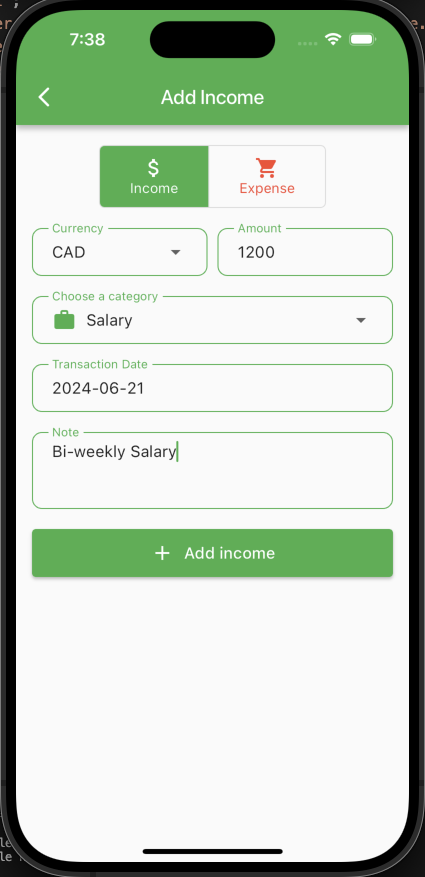 7:38
Add Income
$
Income
Expense
Currency
CAD
Amount
1200
Choose a category
Salary
Transaction Date
2024-06-21
Note
Bi-weekly Salary
+ Add income